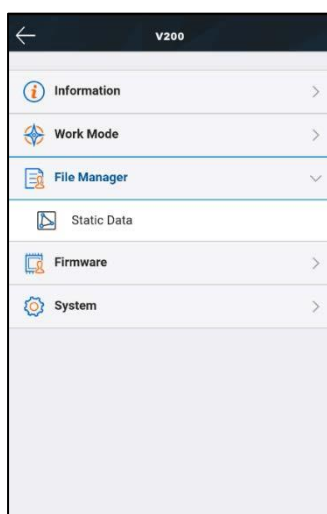 V200
Information
Work Mode
File Manager
Static Data
Firmware
System